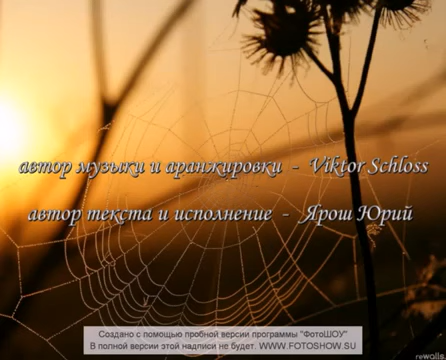 автор музыки и аранжировки - Viktor Schloss
автор текста и исполнение - Ярош Юрий
Создано с помощью пробной версии программы "ФотоШОУ"
В полной версии этой надписи не будет. WWW.FOTOSHOW.SU
rewalls